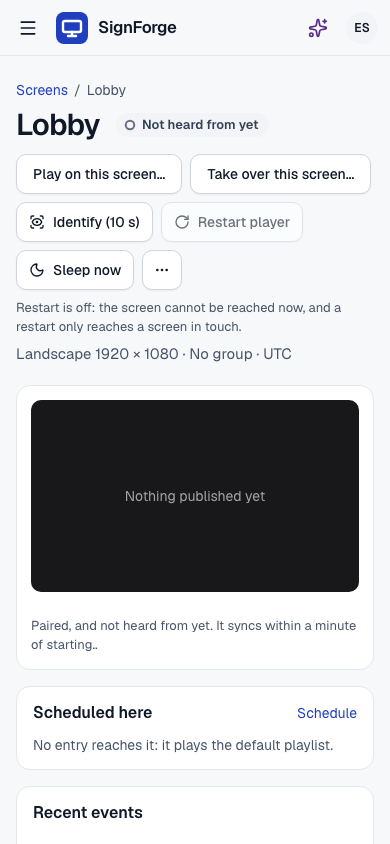 SignForge
ES
Screens / Lobby
Lobby
Not heard from yet
Play on this screen...
Take over this screen...
Identify (10 s)
Restart player
Sleep now
...
Restart is off: the screen cannot be reached now, and a
restart only reaches a screen in touch.
Landscape 1920 × 1080 · No group · UTC
Nothing published yet
Paired, and not heard from yet. It syncs within a minute
of starting..
Scheduled here
Schedule
No entry reaches it: it plays the default playlist.
Recent events